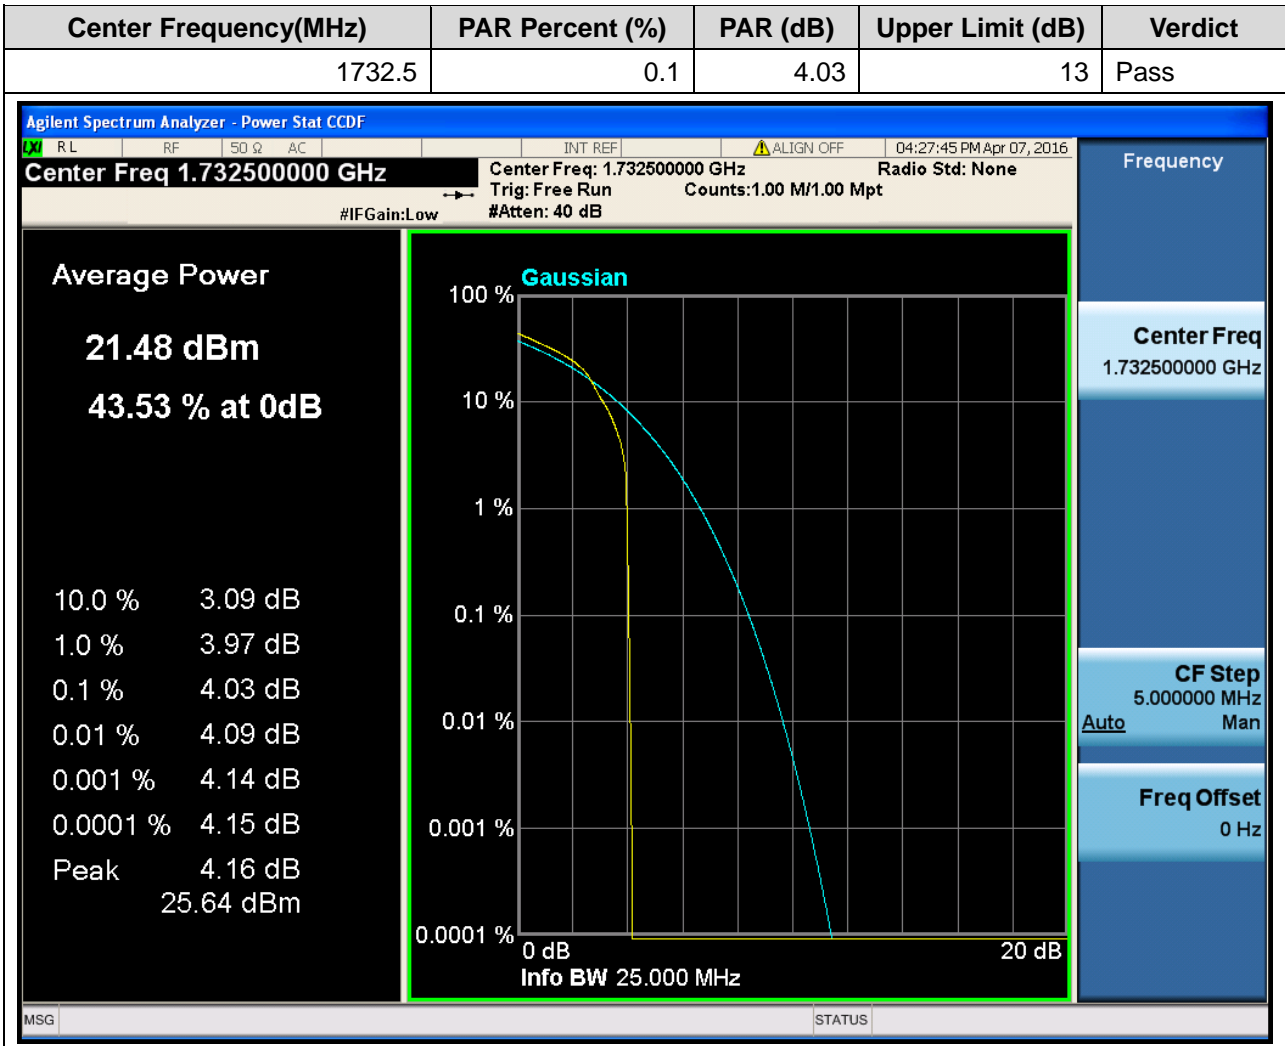 Center Frequency(MHz) PAR Percent (%) PAR (dB) Upper Limit (dB) Verdict
1732.5 0.1 4.03 13 Pass
Agilent Spectrum Analyzer - Power Stat CCDF
LXI RL RF 50 Ω AC INT REF ALIGN OFF 04:27:45 PM Apr 07, 2016
Center Freq 1.732500000 GHz
Center Freq: 1.732500000 GHz Radio Std: None
Trig: Free Run Counts:1.00 M/1.00 Mpt
#IFGain:Low #Atten: 40 dB
Frequency
Average Power
21.48 dBm
43.53 % at 0dB
10.0 % 3.09 dB
1.0 % 3.97 dB
0.1 % 4.03 dB
0.01 % 4.09 dB
0.001 % 4.14 dB
0.0001 % 4.15 dB
Peak 4.16 dB
25.64 dBm
Gaussian
100 %
10 %
1 %
0.1 %
0.01 %
0.001 %
0.0001 %
0 dB 20 dB
Info BW 25.000 MHz
Center Freq
1.732500000 GHz
CF Step
5.000000 MHz
Auto Man
Freq Offset
0 Hz
MSG STATUS